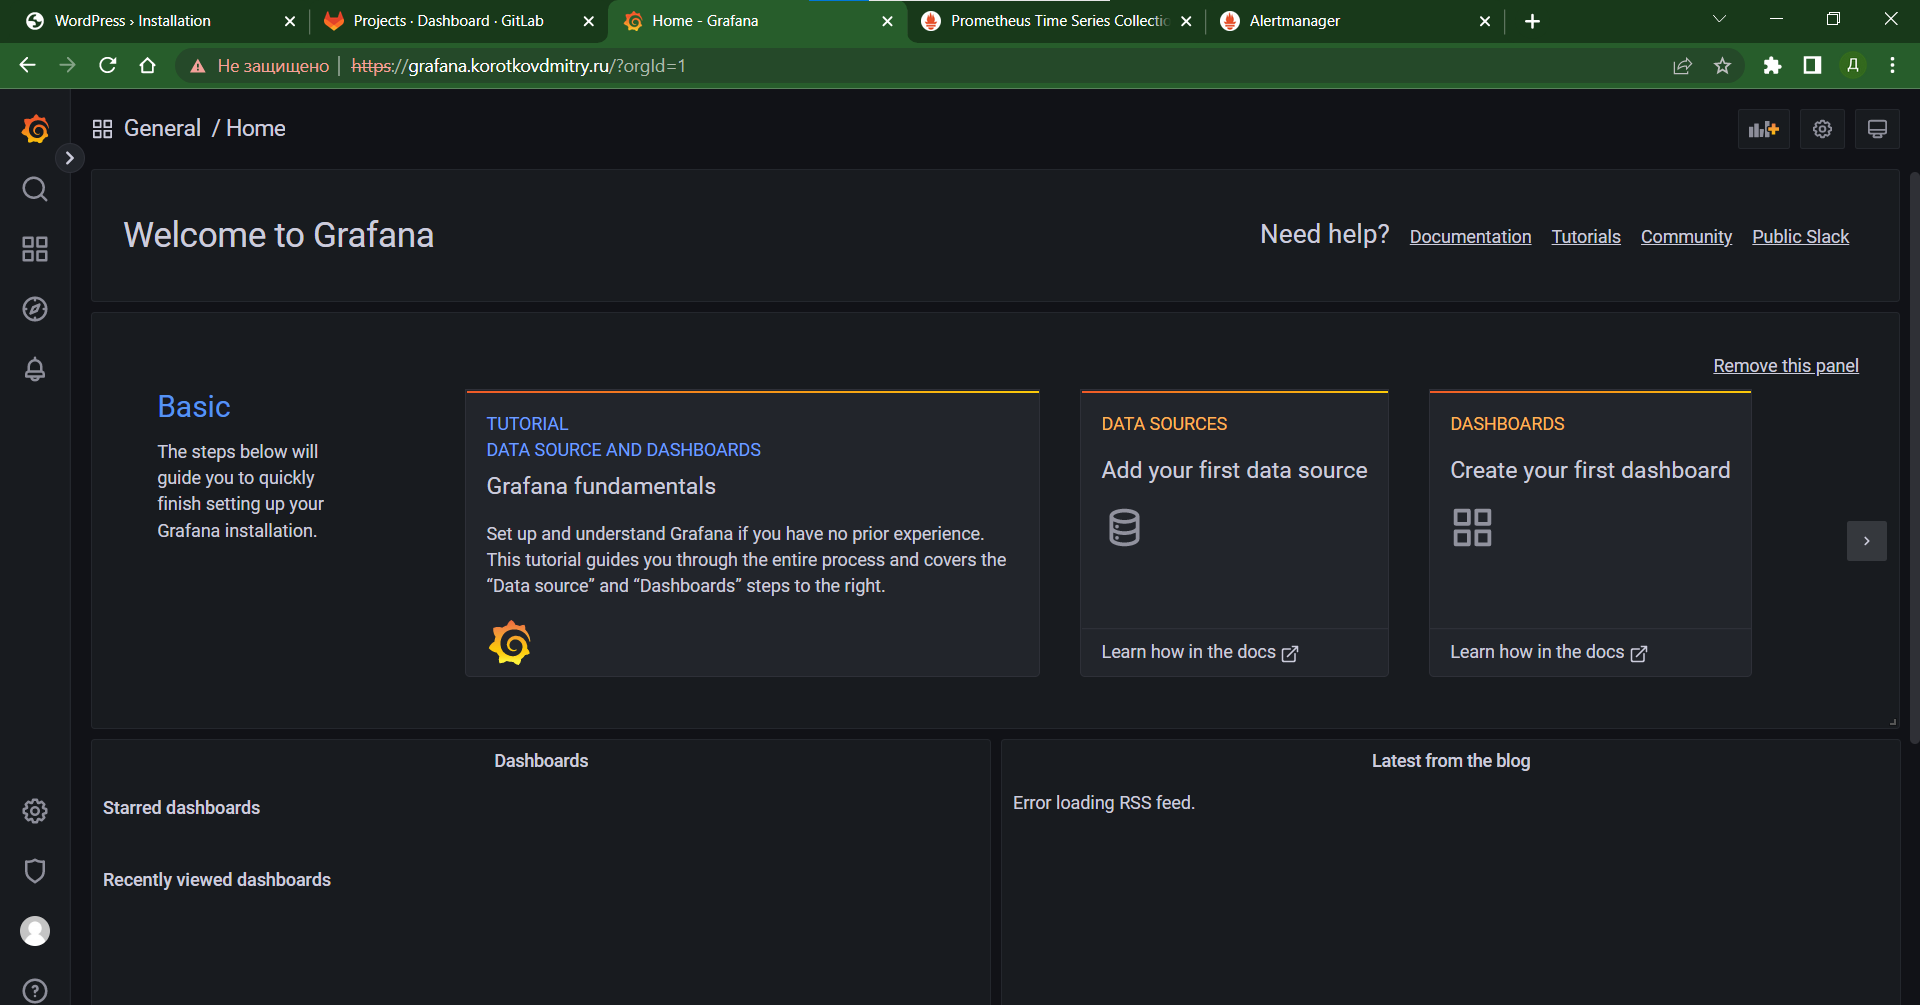 WordPress › Installation
Projects · Dashboard · GitLab
Home - Grafana
Prometheus Time Series Collectio
Alertmanager
Не защищено
https://grafana.korotkovdmitry.ru/?orgId=1
Д
General / Home
Welcome to Grafana
Need help?
Documentation
Tutorials
Community
Public Slack
Remove this panel
Basic
The steps below will
guide you to quickly
finish setting up your
Grafana installation.
TUTORIAL
DATA SOURCE AND DASHBOARDS
Grafana fundamentals
Set up and understand Grafana if you have no prior experience.
This tutorial guides you through the entire process and covers the
“Data source” and “Dashboards” steps to the right.
DATA SOURCES
Add your first data source
Learn how in the docs
DASHBOARDS
Create your first dashboard
Learn how in the docs
Dashboards
Starred dashboards
Recently viewed dashboards
Latest from the blog
Error loading RSS feed.